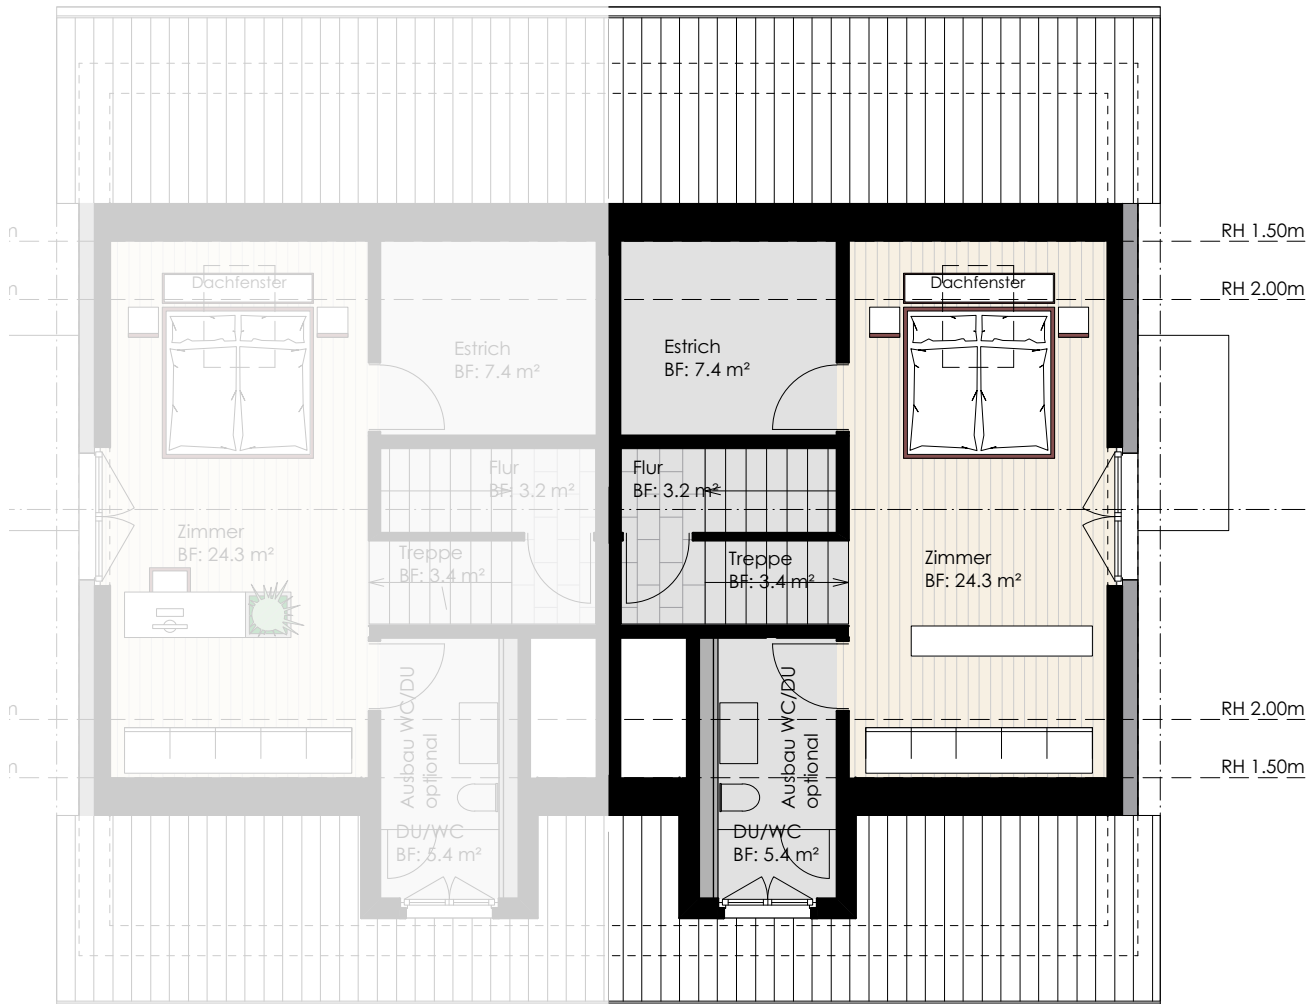 RH 1.50m
m
Dachfenster
Dachfenster
RH 2.00m
m
Estrich
BF: 7.4 m²
Estrich
BF: 7.4 m²
Flur
BF: 3.2 m²
Flur
BF: 3.2 m²
Zimmer
BF: 24.3 m²
Treppe
BF: 3.4 m²
Treppe
BF: 3.4 m²
Zimmer
BF: 24.3 m²
Ausbau WC/DU
optional
Ausbau WC/DU
optional
RH 2.00m
m
RH 1.50m
m
DU/WC
BF: 5.4 m²
DU/WC
BF: 5.4 m²